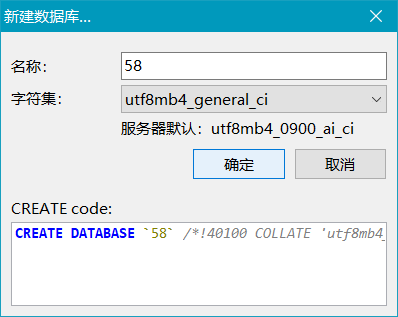 新建数据库...
名称： 58
字符集： utf8mb4_general_ci
服务器默认：utf8mb4_0900_ai_ci
确定 取消
CREATE code:
CREATE DATABASE `58` /*!40100 COLLATE 'utf8mb4_